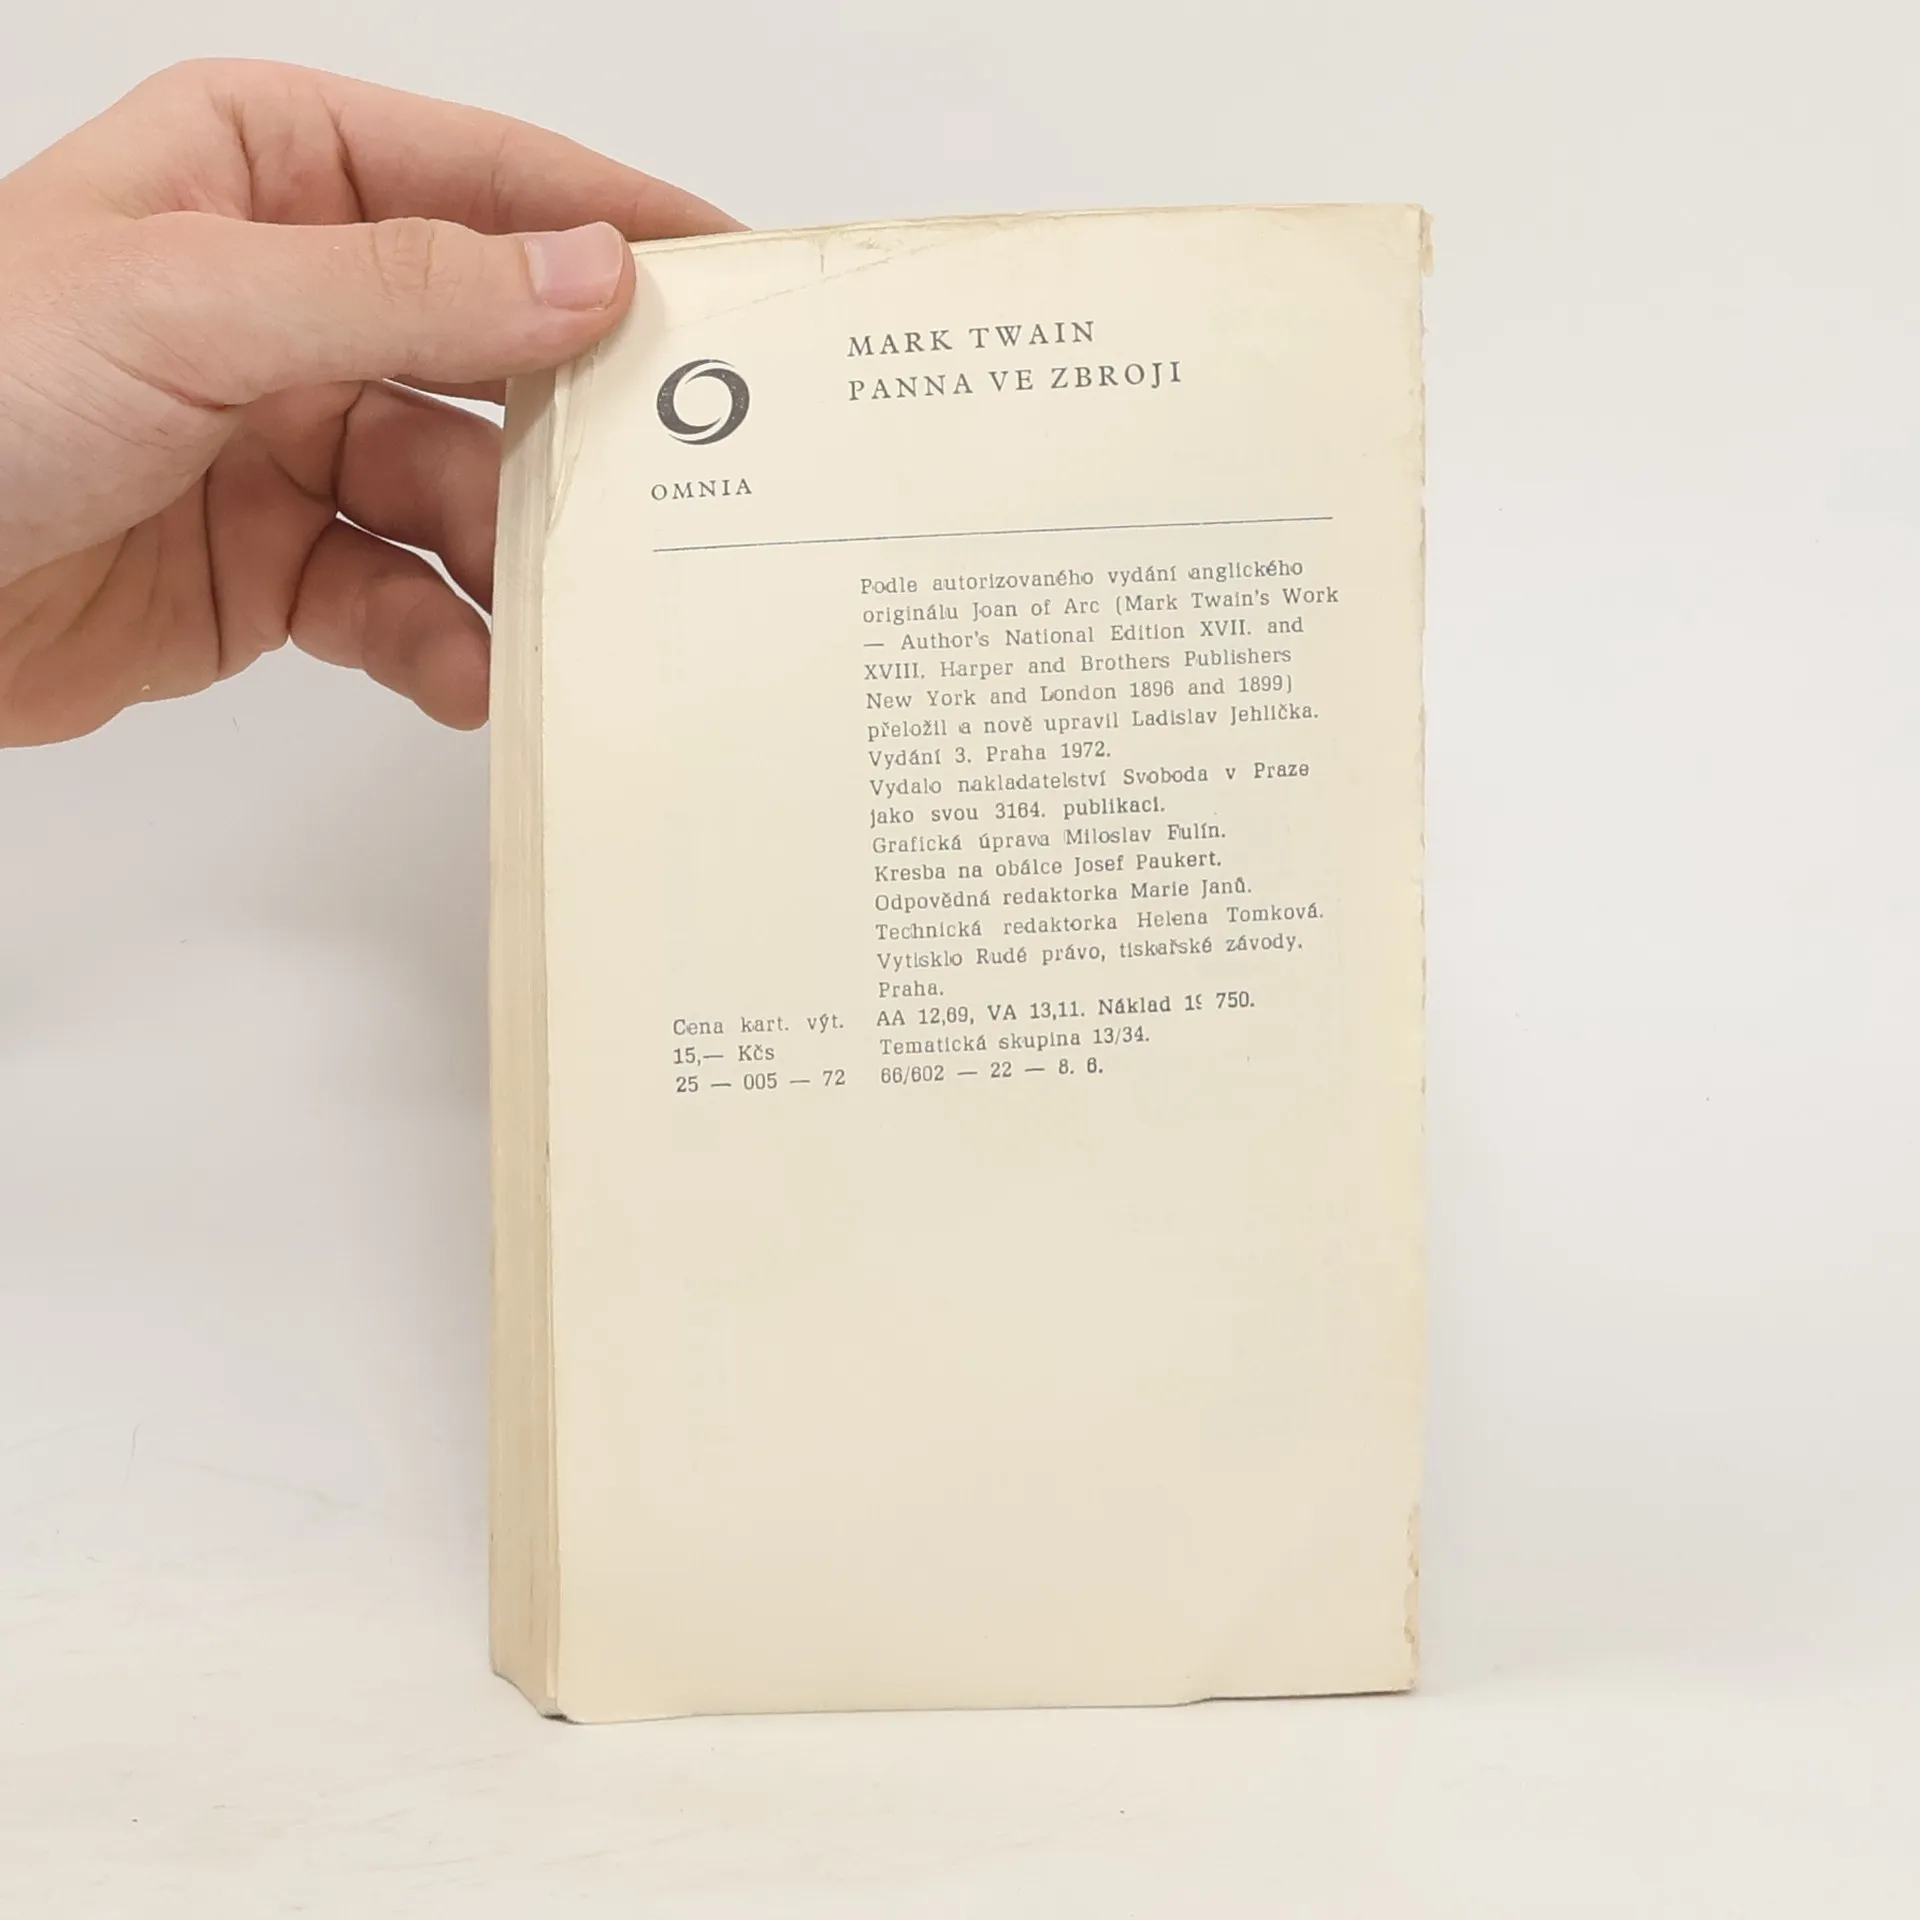 MARK TWAIN
PANNA VE ZBROJI
OMNIA
Podle autorizovaného vydání anglického
originálu Joan of Arc (Mark Twain's Work
— Author's National Edition XVII. and
XVIII, Harper and Brothers Publishers
New York and London 1896 and 1899)
přeložil a nově upravil Ladislav Jehlička.
Vydání 3. Praha 1972.
Vydalo nakladatelství Svoboda v Praze
jako svou 3164. publikaci.
Grafická úprava Miloslav Fulín.
Kresba na obálce Josef Paukert.
Odpovědná redaktorka Marie Janů.
Technická redaktorka Helena Tomková.
Vytisklo Rudé právo, tiskařské závody,
Praha.
AA 12,69, VA 13,11. Náklad 19 750.
Tematická skupina 13/34.
66/602 — 22 — 8. 6.
Cena kart. výt.
15,— Kčs
25 — 005 — 72